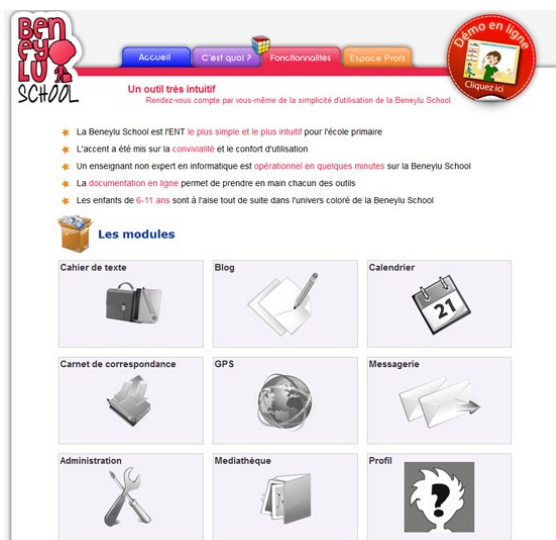 Ben
ey
LU
SCHOOL
Accueil
C'est quoi ?
Fonctionnalités
Espace Profs
Démo en ligne
Cliquez ici
Un outil très intuitif
Rendez-vous compte par vous-même de la simplicité d'utilisation de la Beneylu School
La Beneylu School est l'ENT le plus simple et le plus intuitif pour l'école primaire
L'accent a été mis sur la convivialité et le confort d'utilisation
Un enseignant non expert en informatique est opérationnel en quelques minutes sur la Beneylu School
La documentation en ligne permet de prendre en main chacun des outils
Les enfants de 6-11 ans sont à l'aise tout de suite dans l'univers coloré de la Beneylu School
Les modules
Cahier de texte
Blog
Calendrier
21
Carnet de correspondance
GPS
Messagerie
Administration
Mediathèque
Profil
?